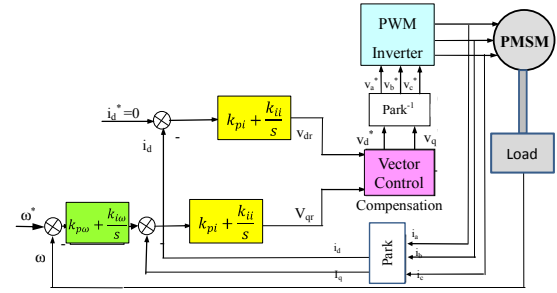 PWM
Inverter
PMSM
v_a^* v_b^* v_c^*
Park^-1
i_d^*=0
k_pi + k_ii/s
-
i_d
v_dr
v_d^* v_q
Load
Vector
Control
Compensation
ω^*
k_pω + k_iω/s
k_pi + k_ii/s
V_qr
-
-
ω
Park
i_d
i_q
i_a
i_b
i_c